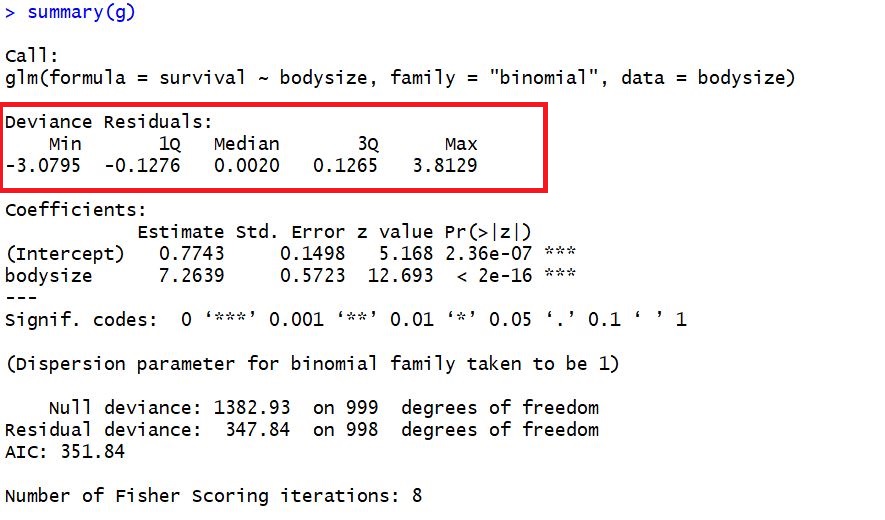 > summary(g)
Call:
glm(formula = survival ~ bodysize, family = "binomial", data = bodysize)
Deviance Residuals:
    Min       1Q   Median       3Q      Max
-3.0795  -0.1276   0.0020   0.1265   3.8129
Coefficients:
            Estimate Std. Error z value Pr(>|z|)
(Intercept)   0.7743     0.1498   5.168 2.36e-07 ***
bodysize      7.2639     0.5723  12.693  < 2e-16 ***
---
Signif. codes:  0 ‘***’ 0.001 ‘**’ 0.01 ‘*’ 0.05 ‘.’ 0.1 ‘ ’ 1
(Dispersion parameter for binomial family taken to be 1)
    Null deviance: 1382.93  on 999  degrees of freedom
Residual deviance:  347.84  on 998  degrees of freedom
AIC: 351.84
Number of Fisher Scoring iterations: 8